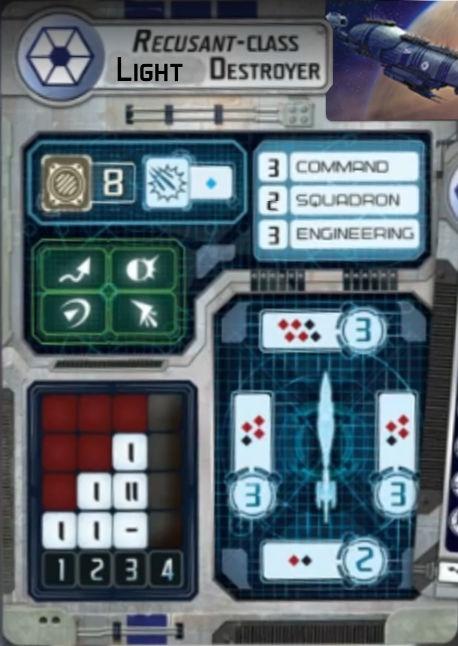 RECUSANT-CLASS
LIGHT DESTROYER
8
3 COMMAND
2 SQUADRON
3 ENGINEERING
3
3 3
2
I
I II
I I -
1 2 3 4